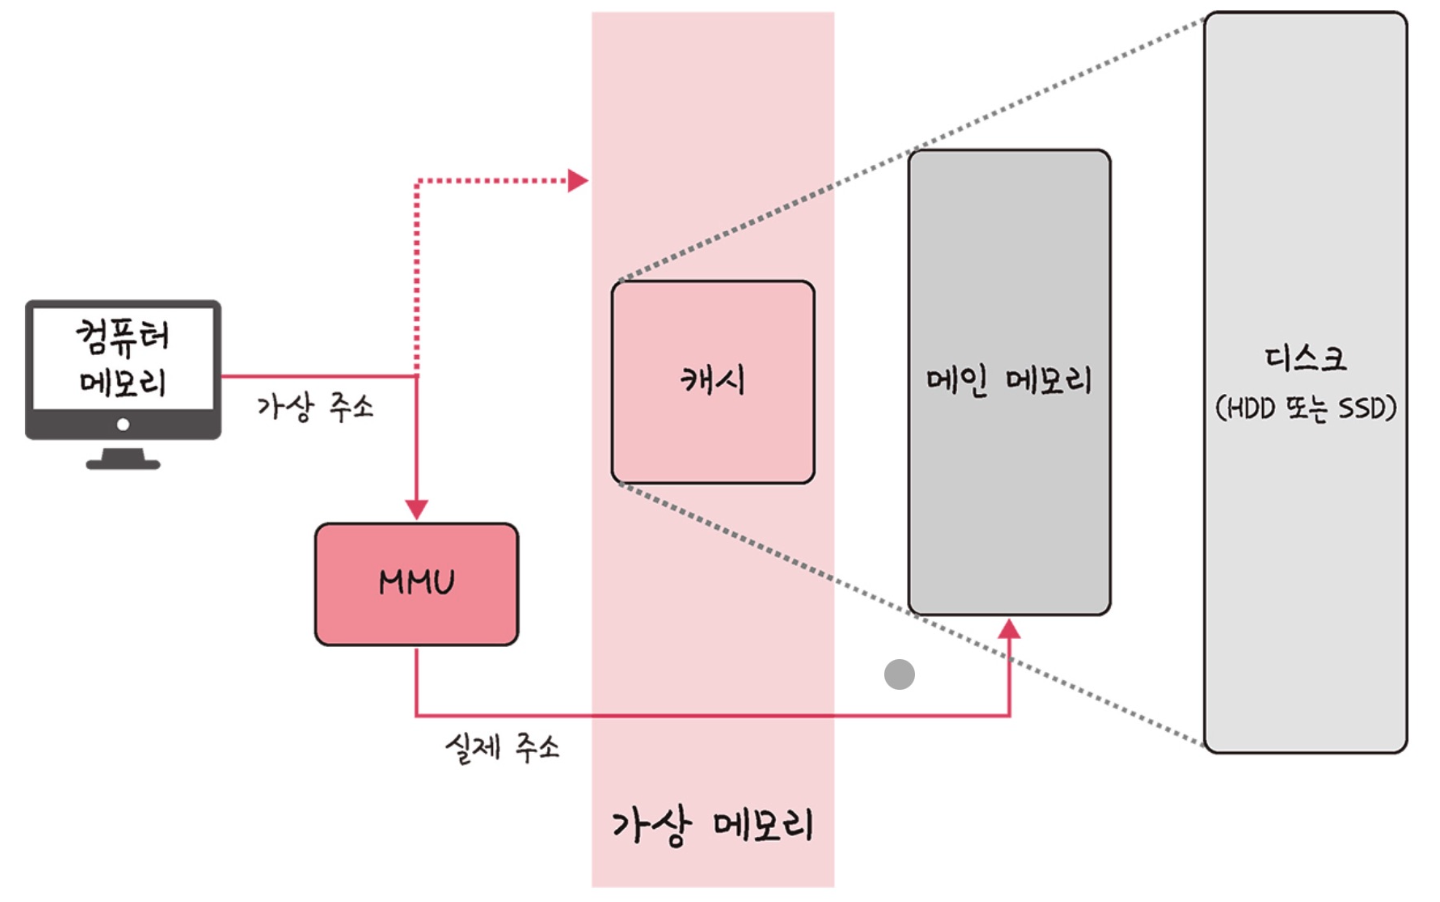 컴퓨터
메모리
가상 주소
MMU
실제 주소
캐시
가상 메모리
메인 메모리
디스크
(HDD 또는 SSD)